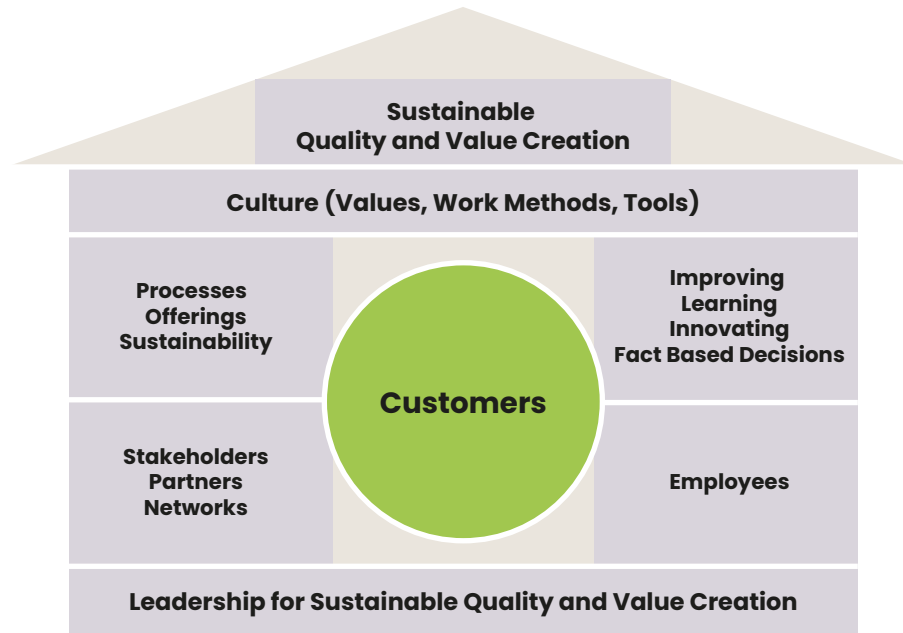 Sustainable
Quality and Value Creation
Culture (Values, Work Methods, Tools)
Processes
Offerings
Sustainability
Improving
Learning
Innovating
Fact Based Decisions
Customers
Stakeholders
Partners
Networks
Employees
Leadership for Sustainable Quality and Value Creation